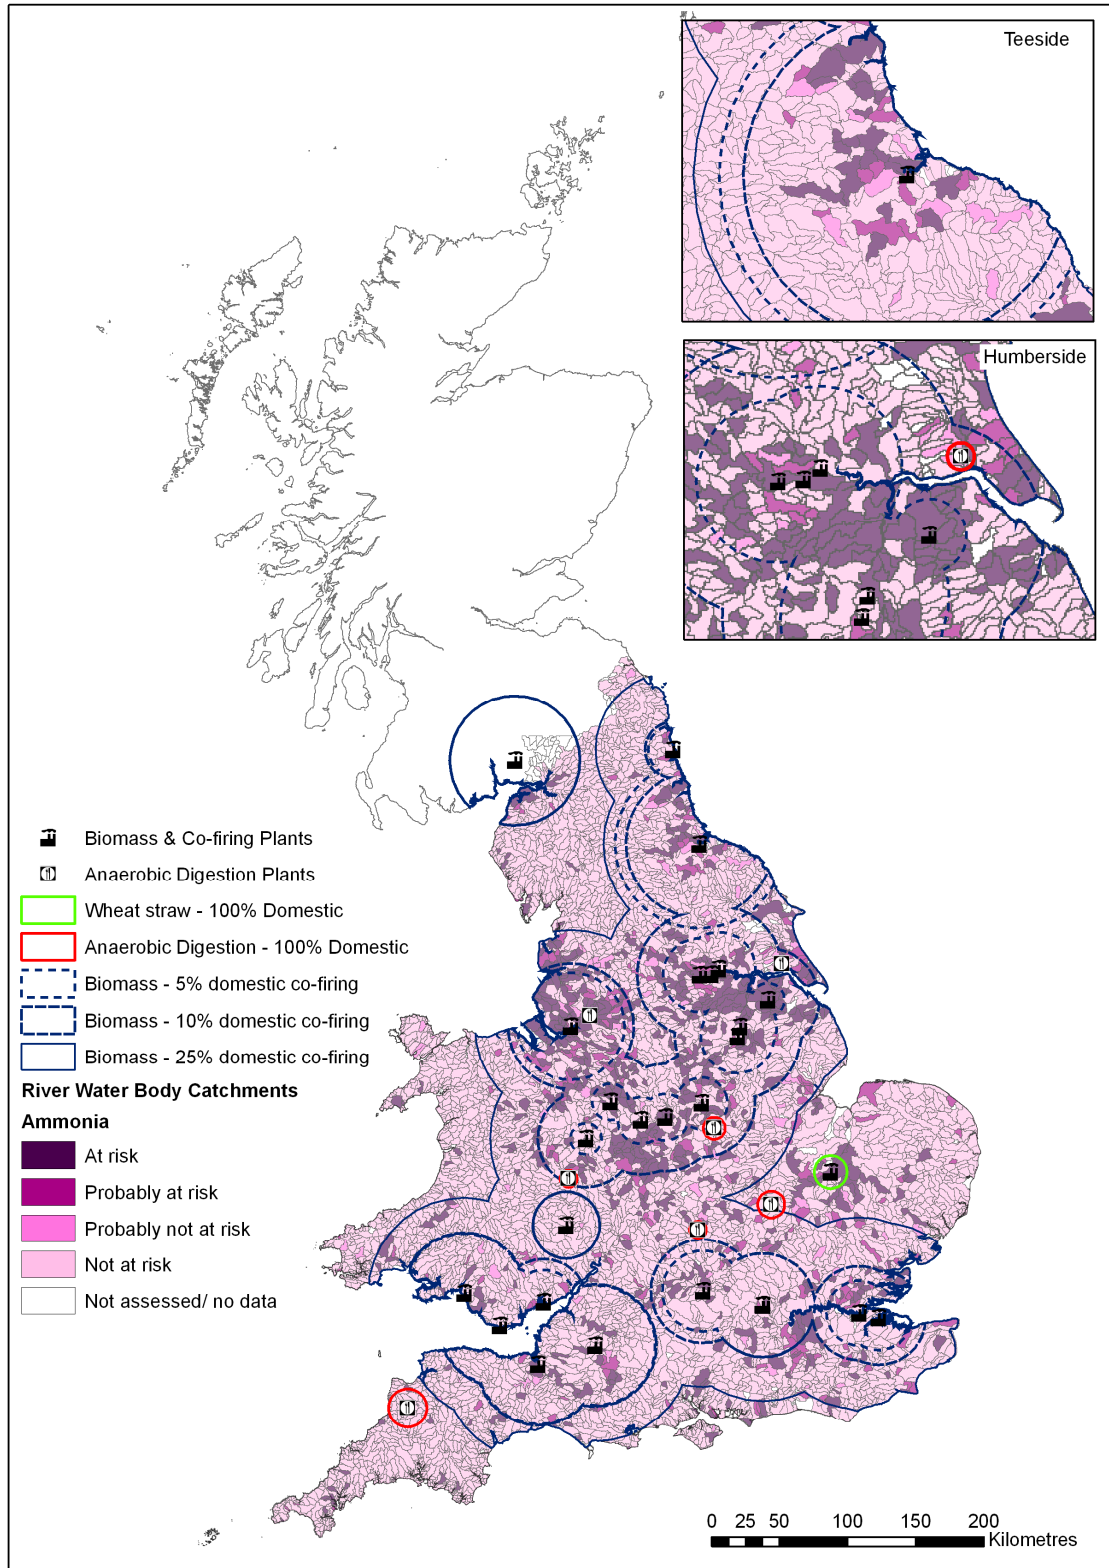 Teeside
Humberside
Biomass & Co-firing Plants
Anaerobic Digestion Plants
Wheat straw - 100% Domestic
Anaerobic Digestion - 100% Domestic
Biomass - 5% domestic co-firing
Biomass - 10% domestic co-firing
Biomass - 25% domestic co-firing
River Water Body Catchments
Ammonia
At risk
Probably at risk
Probably not at risk
Not at risk
Not assessed/ no data
0 25 50 100 150 200
Kilometres